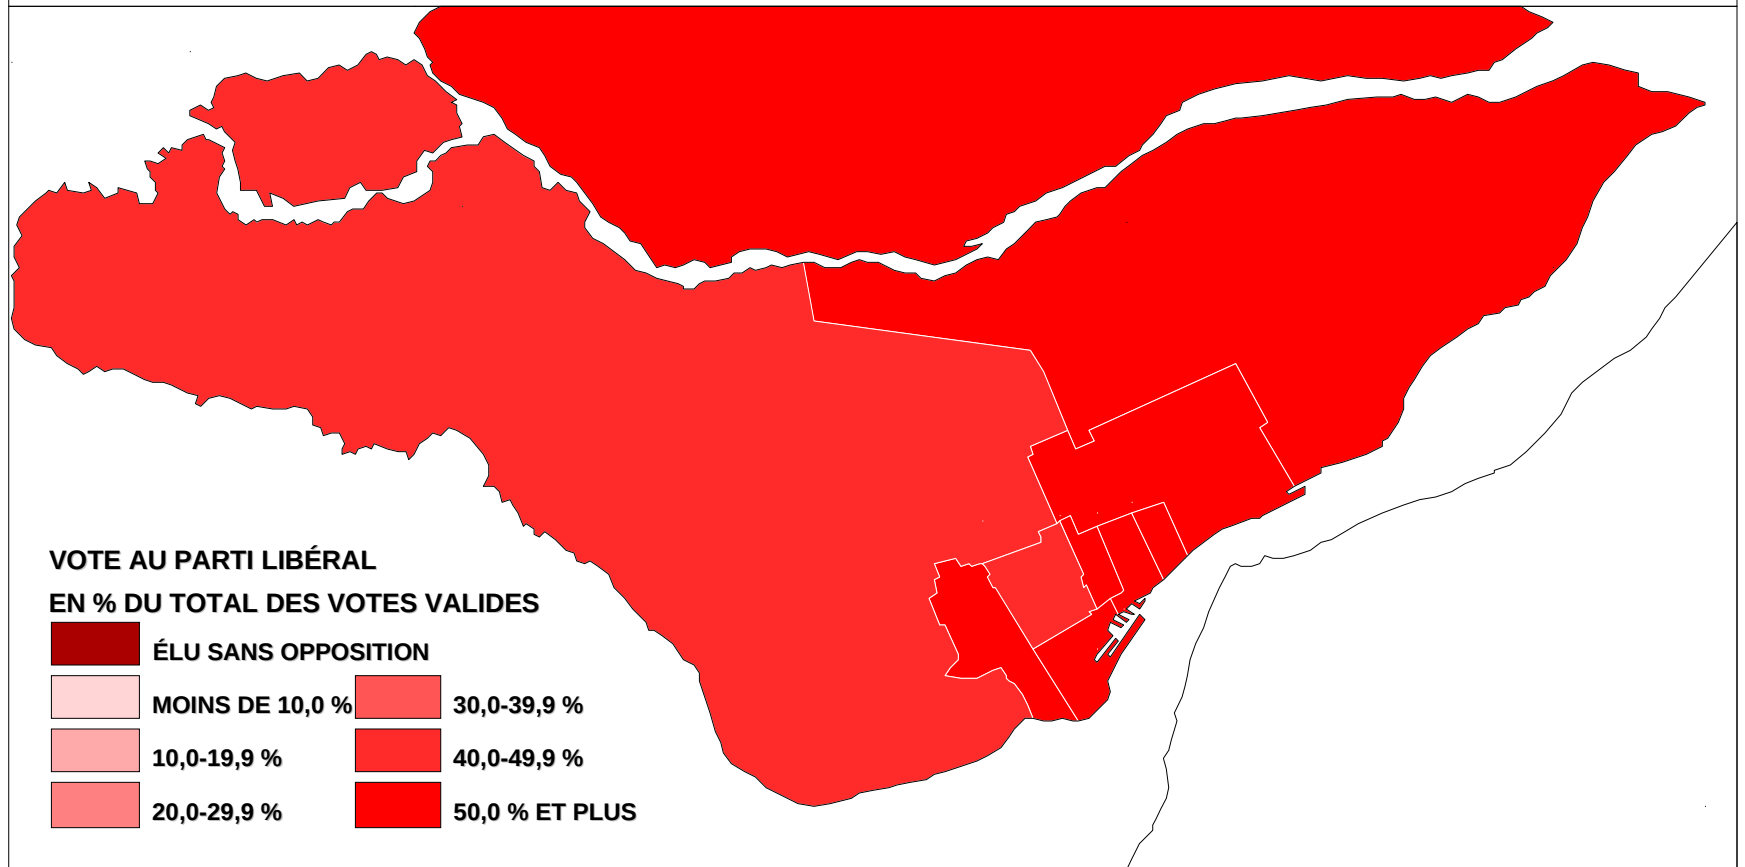 VOTE AU PARTI LIBÉRAL
EN % DU TOTAL DES VOTES VALIDES
ÉLU SANS OPPOSITION
MOINS DE 10,0 %
10,0-19,9 %
20,0-29,9 %
30,0-39,9 %
40,0-49,9 %
50,0 % ET PLUS